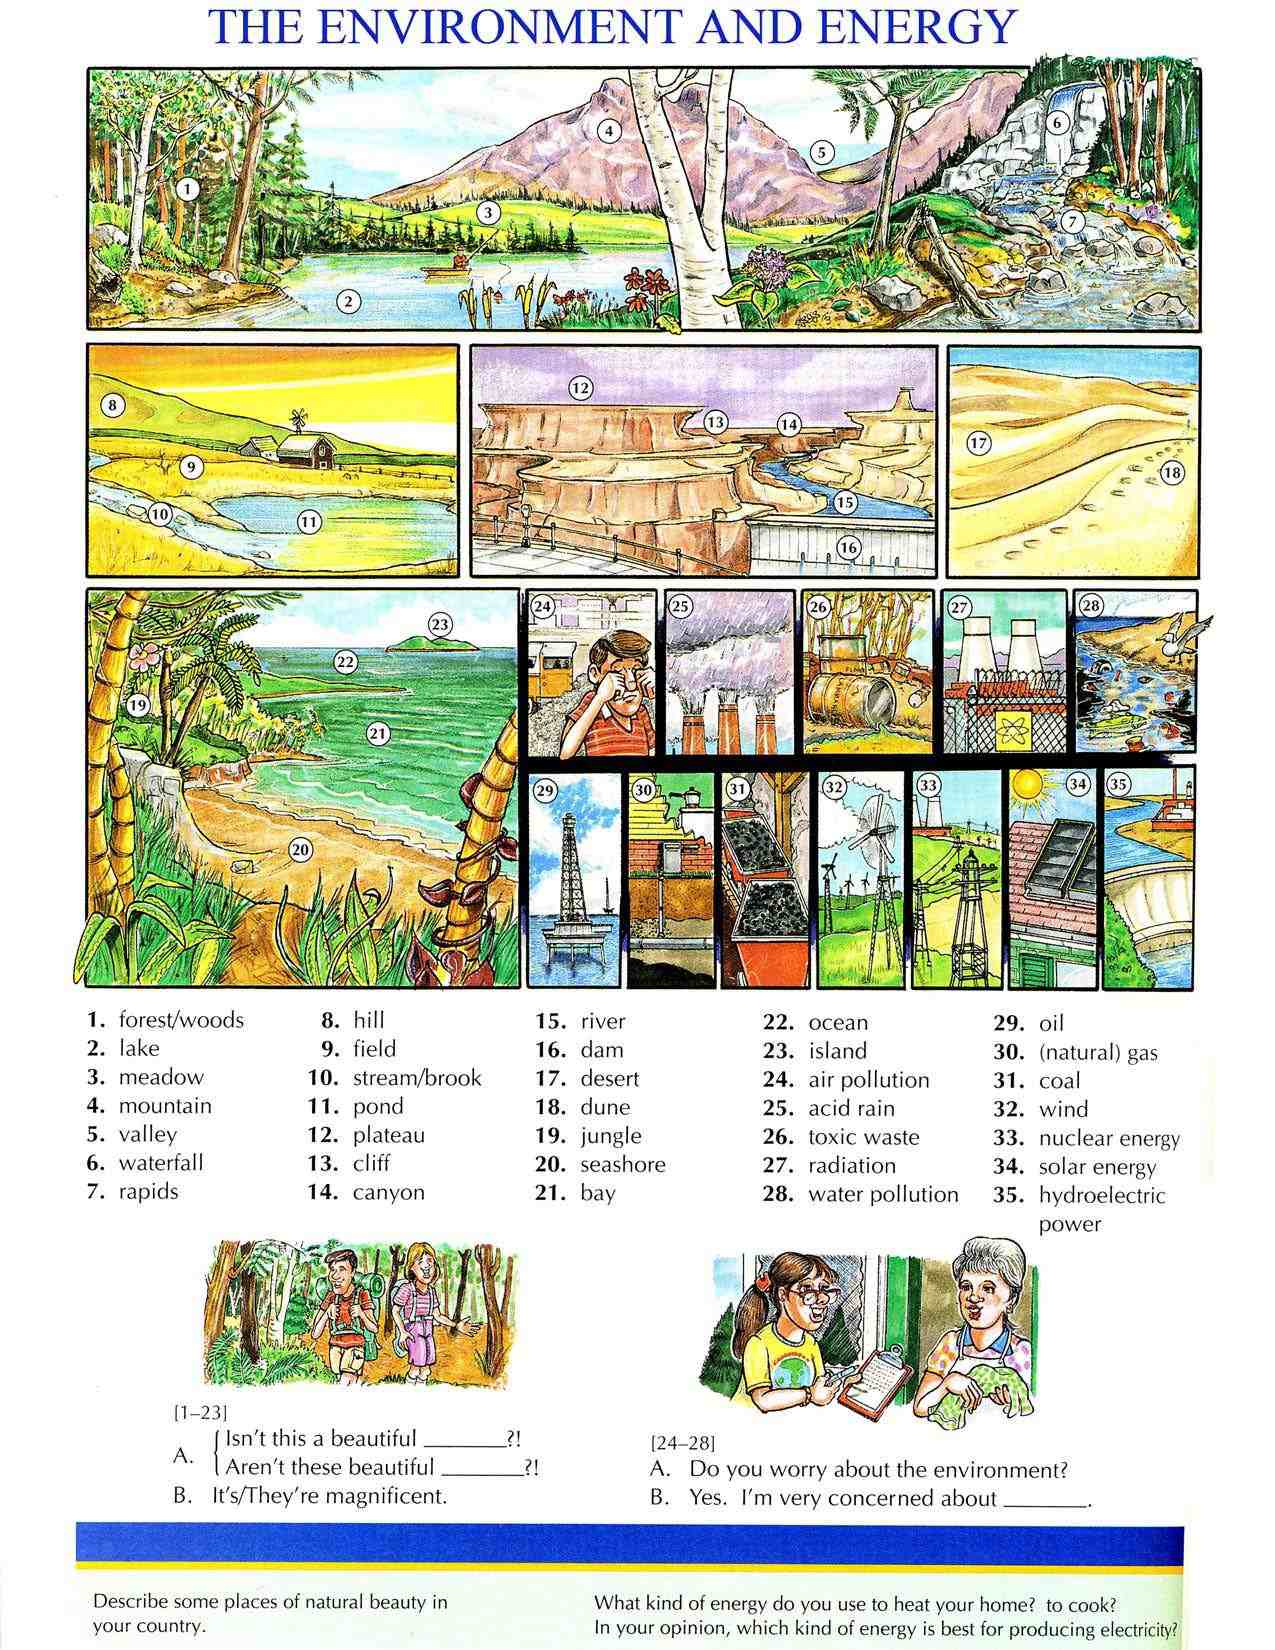 THE ENVIRONMENT AND ENERGY
1
2
3
4
5
6
7
8
9
10
11
12
13
14
15
16
17
18
19
20
21
22
23
24
25
26
27
28
29
30
31
32
33
34
35
1. forest/woods
2. lake
3. meadow
4. mountain
5. valley
6. waterfall
7. rapids
8. hill
9. field
10. stream/brook
11. pond
12. plateau
13. cliff
14. canyon
15. river
16. dam
17. desert
18. dune
19. jungle
20. seashore
21. bay
22. ocean
23. island
24. air pollution
25. acid rain
26. toxic waste
27. radiation
28. water pollution
29. oil
30. (natural) gas
31. coal
32. wind
33. nuclear energy
34. solar energy
35. hydroelectric
power
[1–23]
A. Isn't this a beautiful ________?!
Aren't these beautiful ________?!
B. It's/They're magnificent.
[24–28]
A. Do you worry about the environment?
B. Yes. I'm very concerned about ________.
Describe some places of natural beauty in
your country.
What kind of energy do you use to heat your home? to cook?
In your opinion, which kind of energy is best for producing electricity?